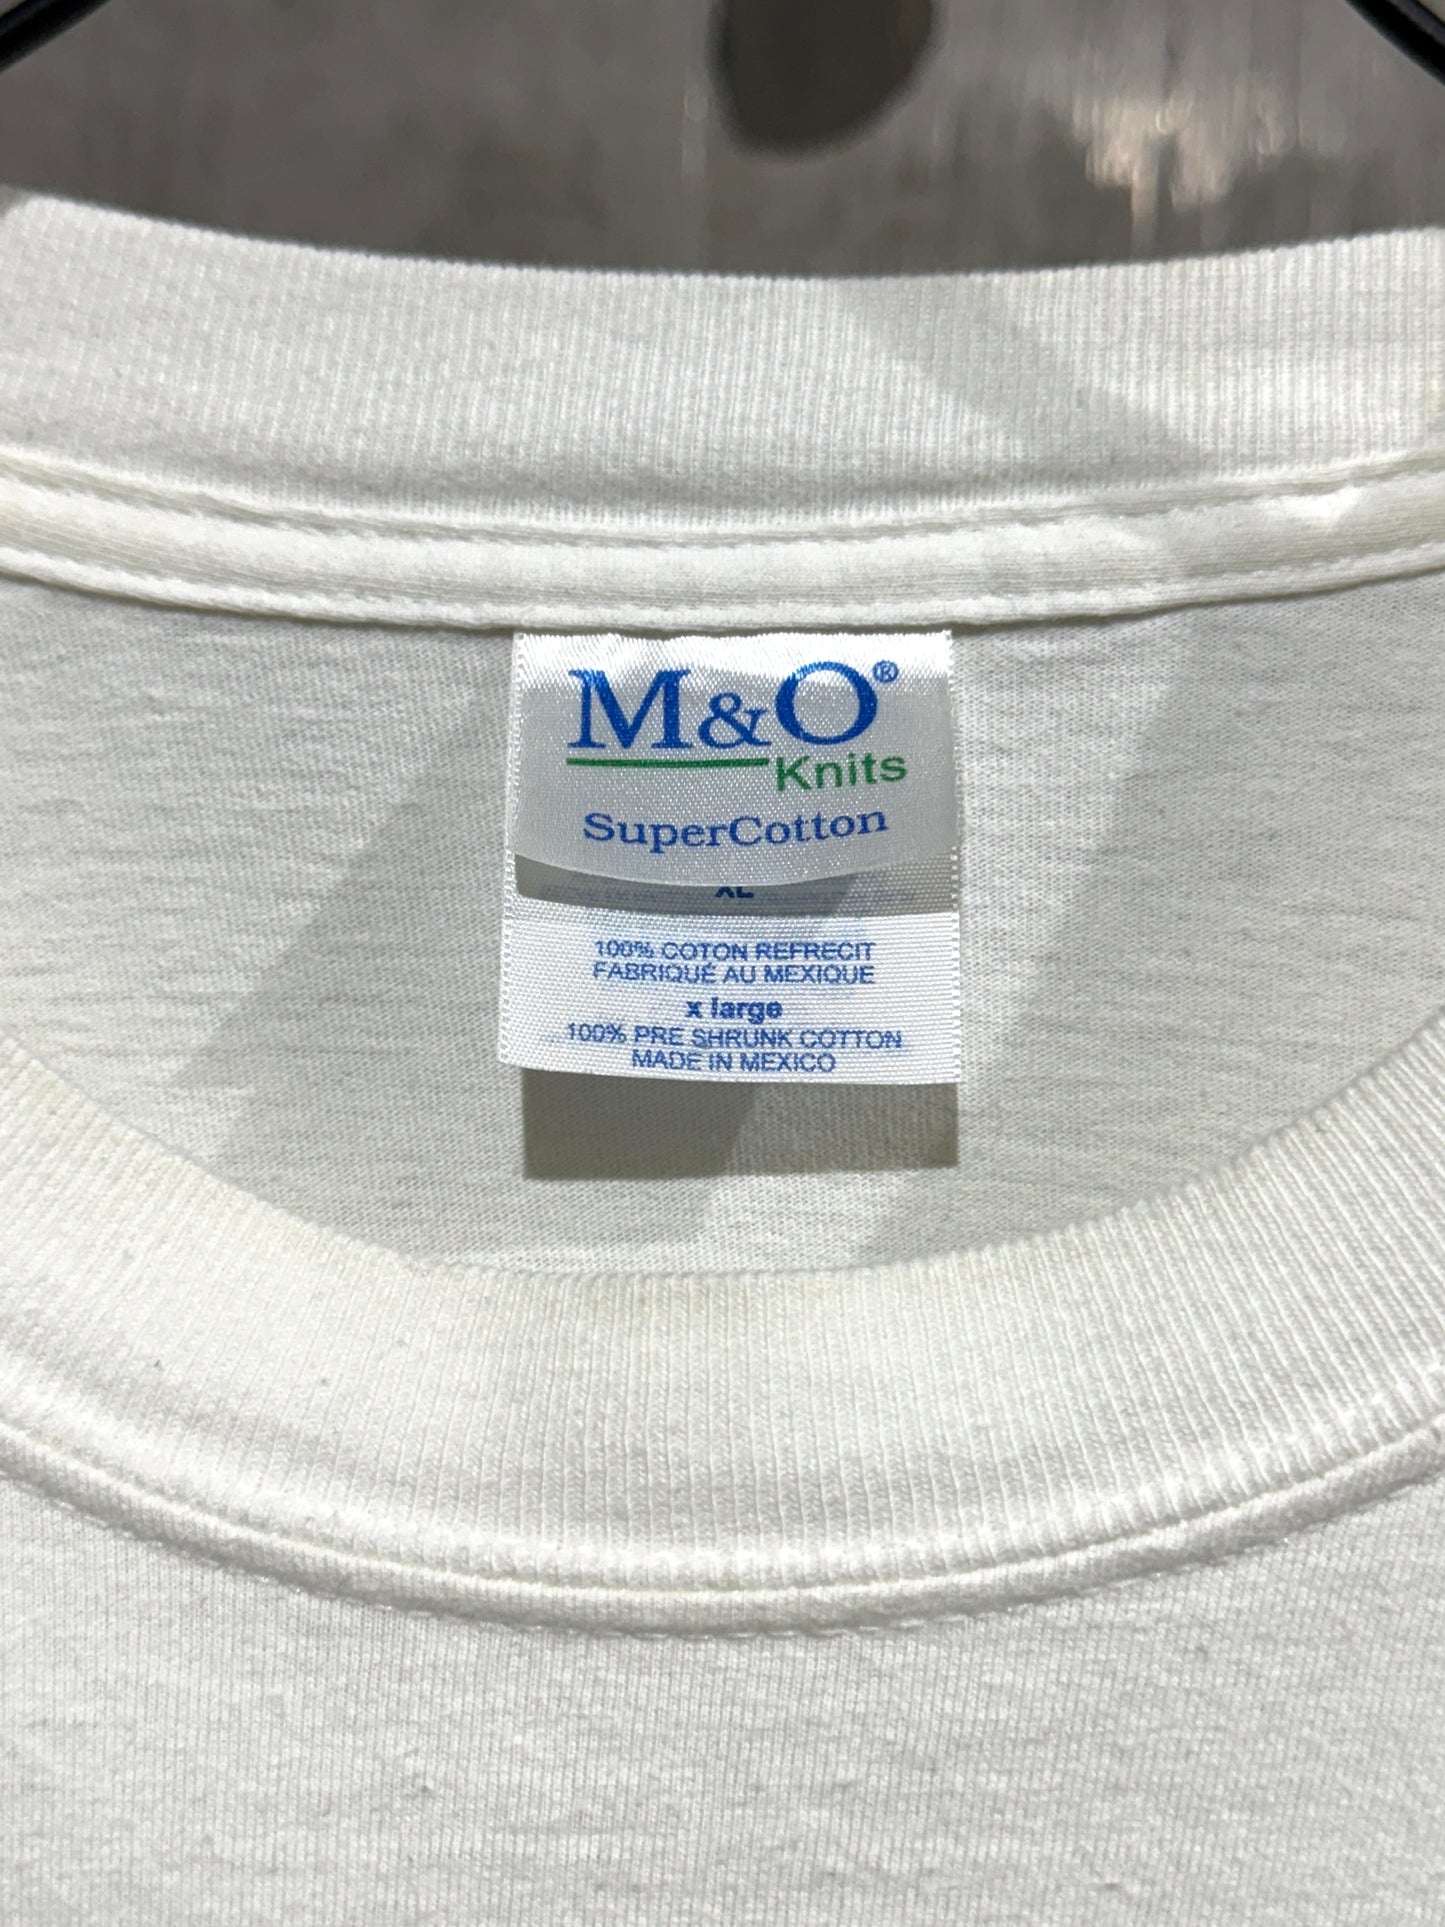 M&O®
Knits
SuperCotton
XL
100% COTON REFRECIT
FABRIQUÉ AU MEXIQUE
x large
100% PRE SHRUNK COTTON
MADE IN MEXICO